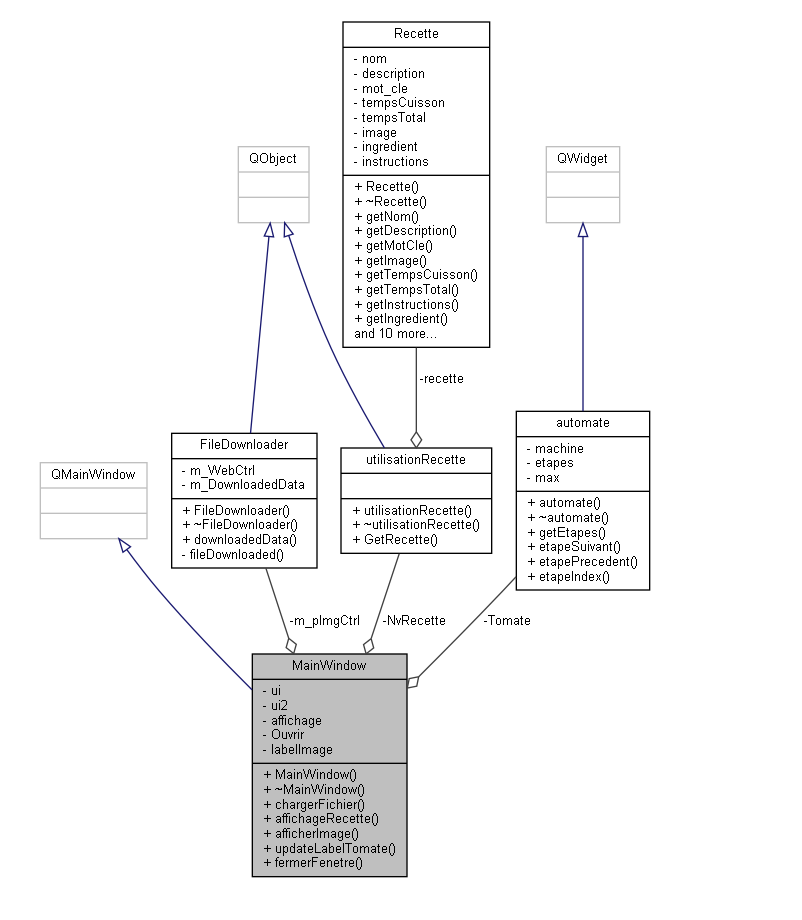 Recette
- nom
- description
- mot_cle
- tempsCuisson
- tempsTotal
- image
- ingredient
- instructions
+ Recette()
+ ~Recette()
+ getNom()
+ getDescription()
+ getMotCle()
+ getImage()
+ getTempsCuisson()
+ getTempsTotal()
+ getInstructions()
+ getIngredient()
and 10 more...
QObject
QWidget
-recette
FileDownloader
- m_WebCtrl
- m_DownloadedData
+ FileDownloader()
+ ~FileDownloader()
+ downloadedData()
- fileDownloaded()
utilisationRecette
+ utilisationRecette()
+ ~utilisationRecette()
+ GetRecette()
automate
- machine
- etapes
- max
+ automate()
+ ~automate()
+ getEtapes()
+ etapeSuivant()
+ etapePrecedent()
+ etapeIndex()
QMainWindow
-m_pImgCtrl
-NvRecette
-Tomate
MainWindow
- ui
- ui2
- affichage
- Ouvrir
- labelImage
+ MainWindow()
+ ~MainWindow()
+ chargerFichier()
+ affichageRecette()
+ afficherImage()
+ updateLabelTomate()
+ fermerFenetre()